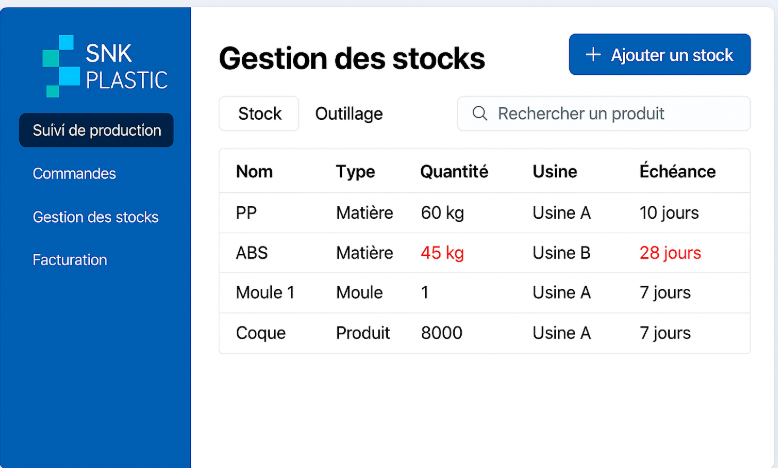 SNK
PLASTIC
Suivi de production
Commandes
Gestion des stocks
Facturation
Gestion des stocks
+ Ajouter un stock
Stock Outillage Rechercher un produit
Nom Type Quantité Usine Échéance
PP Matière 60 kg Usine A 10 jours
ABS Matière 45 kg Usine B 28 jours
Moule 1 Moule 1 Usine A 7 jours
Coque Produit 8000 Usine A 7 jours